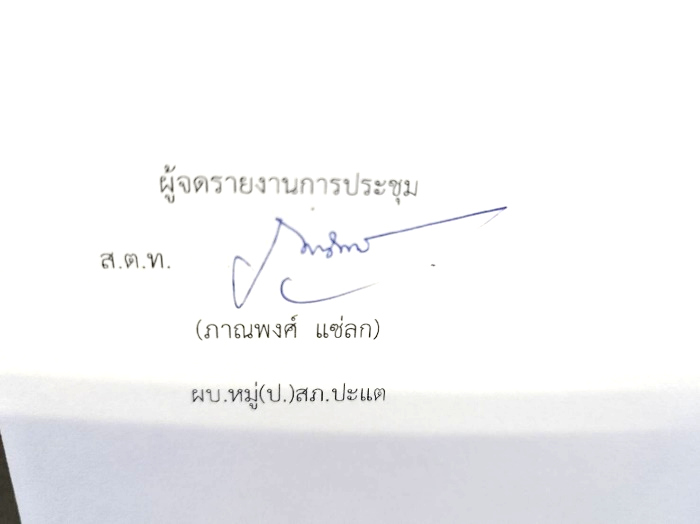 ผู้จดรายงานการประชุม
ส.ต.ท.
(ภาณพงศ์ แซ่ลก)
ผบ.หมู่(ป.)สภ.ปะแต